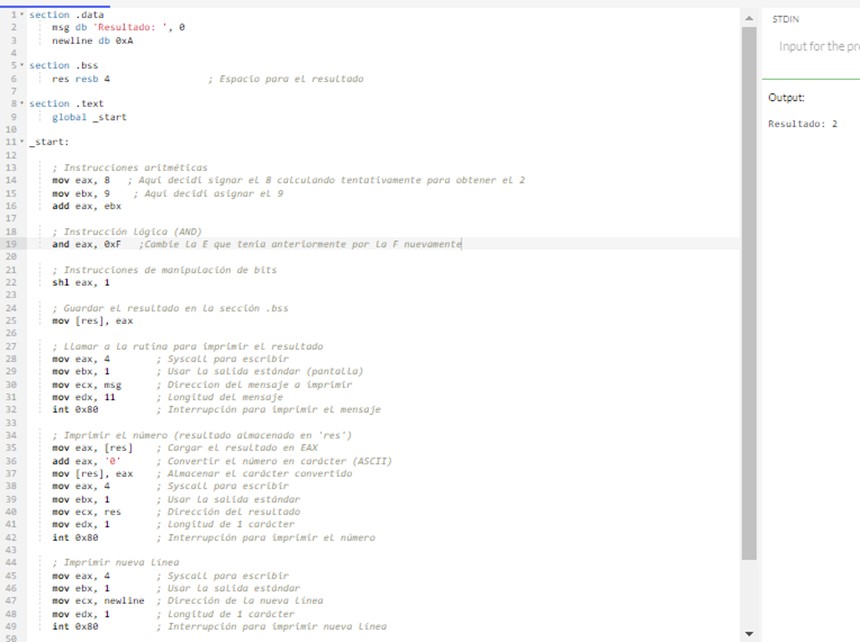 1 section .data
2 msg db 'Resultado: ', 0
3 newline db 0xA
4
5 section .bss
6 res resb 4 ; Espacio para el resultado
7
8 section .text
9 global _start
10
11 _start:
12
13 ; Instrucciones aritméticas
14 mov eax, 8 ; Aquí decidí signar el 8 calculando tentativamente para obtener el 2
15 mov ebx, 9 ; Aquí decidí asignar el 9
16 add eax, ebx
17
18 ; Instrucción lógica (AND)
19 and eax, 0xF ;Cambie la E que tenía anteriormente por la F nuevamente
20
21 ; Instrucciones de manipulación de bits
22 shl eax, 1
23
24 ; Guardar el resultado en la sección .bss
25 mov [res], eax
26
27 ; Llamar a la rutina para imprimir el resultado
28 mov eax, 4 ; Syscall para escribir
29 mov ebx, 1 ; Usar la salida estándar (pantalla)
30 mov ecx, msg ; Direccion del mensaje a imprimir
31 mov edx, 11 ; Longitud del mensaje
32 int 0x80 ; Interrupción para imprimir el mensaje
33
34 ; Imprimir el número (resultado almacenado en 'res')
35 mov eax, [res] ; Cargar el resultado en EAX
36 add eax, '0' ; Convertir el número en carácter (ASCII)
37 mov [res], eax ; Almacenar el carácter convertido
38 mov eax, 4 ; Syscall para escribir
39 mov ebx, 1 ; Usar la salida estándar
40 mov ecx, res ; Dirección del resultado
41 mov edx, 1 ; Longitud de 1 carácter
42 int 0x80 ; Interrupción para imprimir el número
43
44 ; Imprimir nueva línea
45 mov eax, 4 ; Syscall para escribir
46 mov ebx, 1 ; Usar la salida estándar
47 mov ecx, newline ; Dirección de la nueva línea
48 mov edx, 1 ; Longitud de 1 carácter
49 int 0x80 ; Interrupción para imprimir nueva línea
50
STDIN
Input for the pr
Output:
Resultado: 2